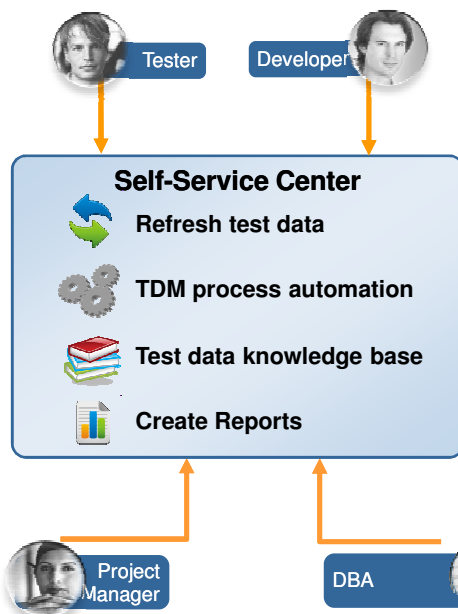 Tester
Developer
Self-Service Center
Refresh test data
TDM process automation
Test data knowledge base
Create Reports
Project
Manager
DBA